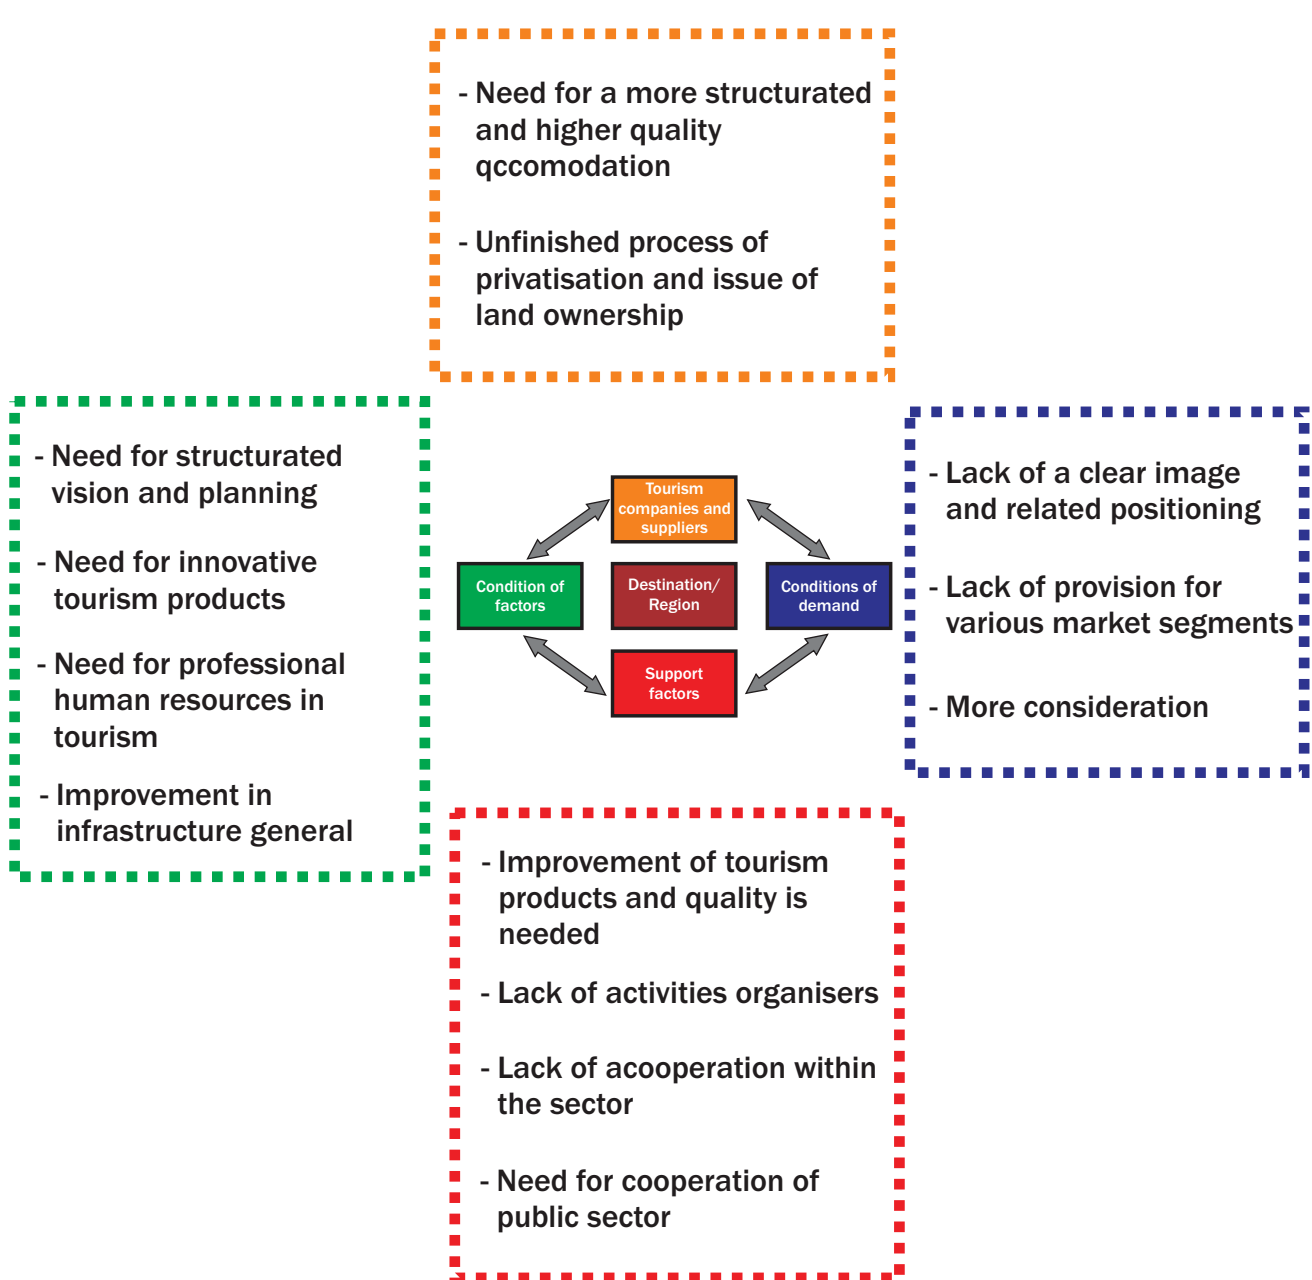 - Need for a more structurated
and higher quality
qccomodation
- Unfinished process of
privatisation and issue of
land ownership
- Need for structurated
vision and planning
- Need for innovative
tourism products
- Need for professional
human resources in
tourism
- Improvement in
infrastructure general
Tourism
companies and
suppliers
Condition of
factors
Destination/
Region
Conditions of
demand
Support
factors
- Lack of a clear image
and related positioning
- Lack of provision for
various market segments
- More consideration
- Improvement of tourism
products and quality is
needed
- Lack of activities organisers
- Lack of acooperation within
the sector
- Need for cooperation of
public sector